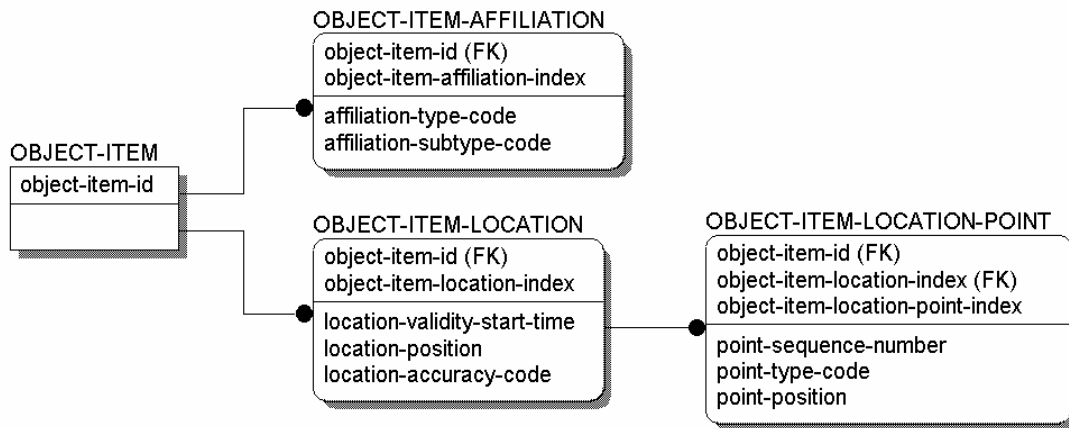 OBJECT-ITEM-AFFILIATION
object-item-id (FK)
object-item-affiliation-index
affiliation-type-code
affiliation-subtype-code
OBJECT-ITEM
object-item-id
OBJECT-ITEM-LOCATION
object-item-id (FK)
object-item-location-index
location-validity-start-time
location-position
location-accuracy-code
OBJECT-ITEM-LOCATION-POINT
object-item-id (FK)
object-item-location-index (FK)
object-item-location-point-index
point-sequence-number
point-type-code
point-position